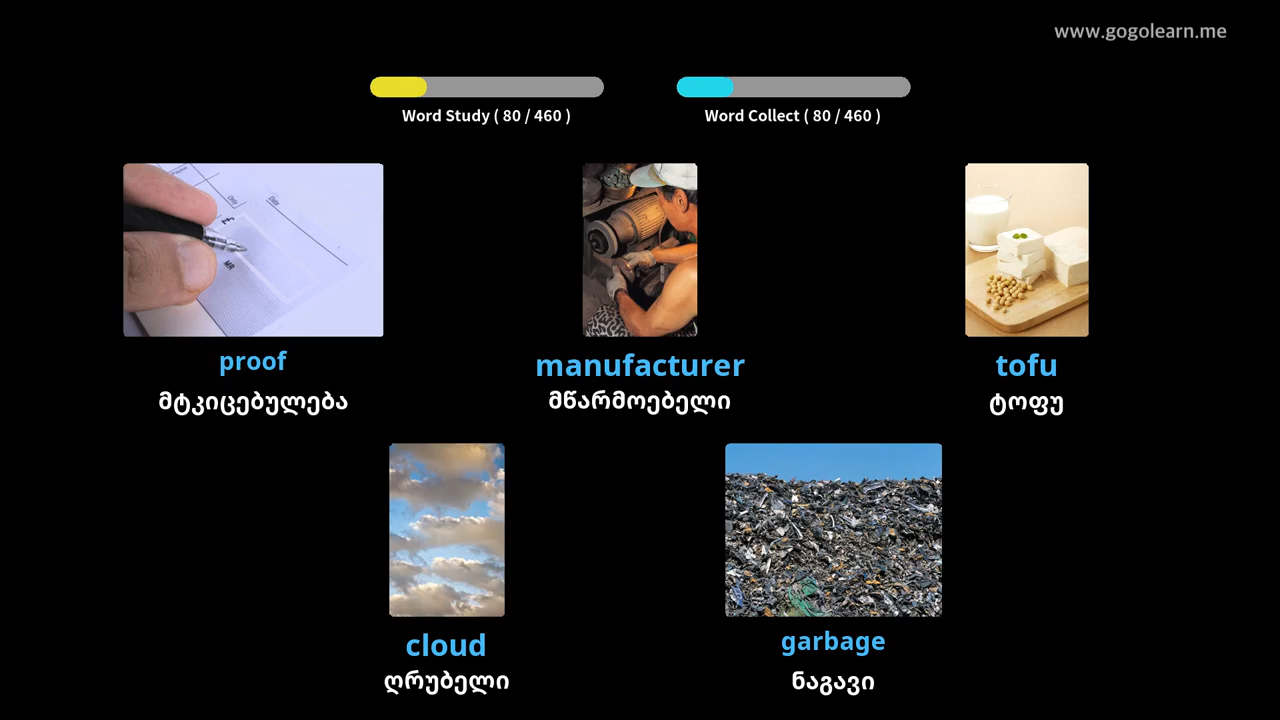 www.gogolearn.me
Word Study ( 80 / 460 )
Word Collect ( 80 / 460 )
proof
მტკიცებულება
manufacturer
მწარმოებელი
tofu
ტოფუ
cloud
ღრუბელი
garbage
ნაგავი